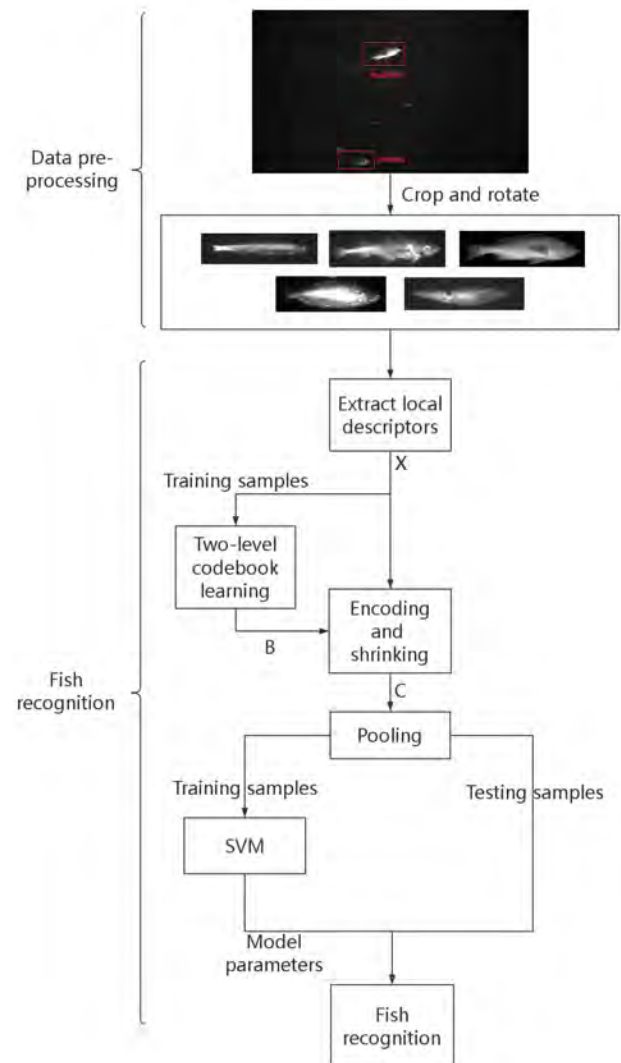 Data pre-
processing
Crop and rotate
Extract local
descriptors
X
Training samples
Two-level
codebook
learning
B
Encoding
and
shrinking
C
Pooling
Training samples
Testing samples
SVM
Model
parameters
Fish
recognition
Fish
recognition